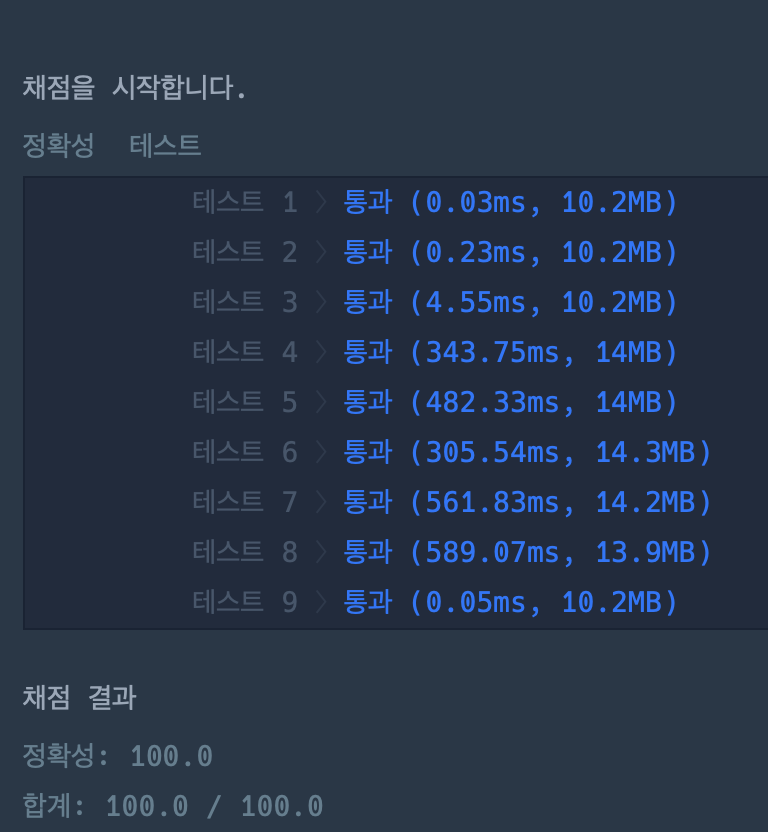 채점을 시작합니다.
정확성 테스트
테스트 1 〉 통과 (0.03ms, 10.2MB)
테스트 2 〉 통과 (0.23ms, 10.2MB)
테스트 3 〉 통과 (4.55ms, 10.2MB)
테스트 4 〉 통과 (343.75ms, 14MB)
테스트 5 〉 통과 (482.33ms, 14MB)
테스트 6 〉 통과 (305.54ms, 14.3MB)
테스트 7 〉 통과 (561.83ms, 14.2MB)
테스트 8 〉 통과 (589.07ms, 13.9MB)
테스트 9 〉 통과 (0.05ms, 10.2MB)
채점 결과
정확성: 100.0
합계: 100.0 / 100.0